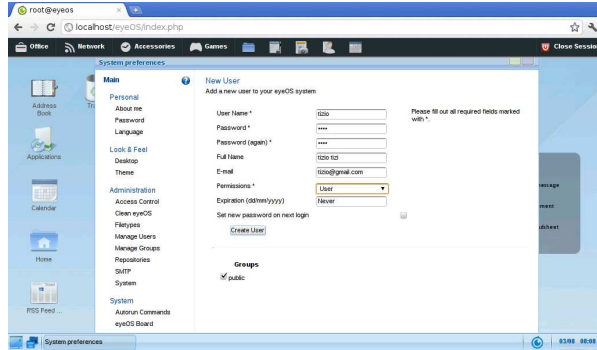 root@eyeos
localhost/eyeOS/index.php
Office Network Accessories Games Close Sessio
System preferences
Address Book
Applications
Calendar
Home
RSS Feed ...
Main
Personal
About me
Password
Language
Look & Feel
Desktop
Theme
Administration
Access Control
Clean eyeOS
Filetypes
Manage Users
Manage Groups
Repositories
SMTP
System
System
Autorun Commands
eyeOS Board
New User
Add a new user to your eyeOS system
User Name * tizio
Please fill out all required fields marked with *.
Password * ****
Password (again) * ****
Full Name tizio tizi
E-mail tizio@gmail.com
Permissions * User
Expiration (dd/mm/yyyy) Never
Set new password on next login
Create User
Groups
public
System preferences
03/08 00:08